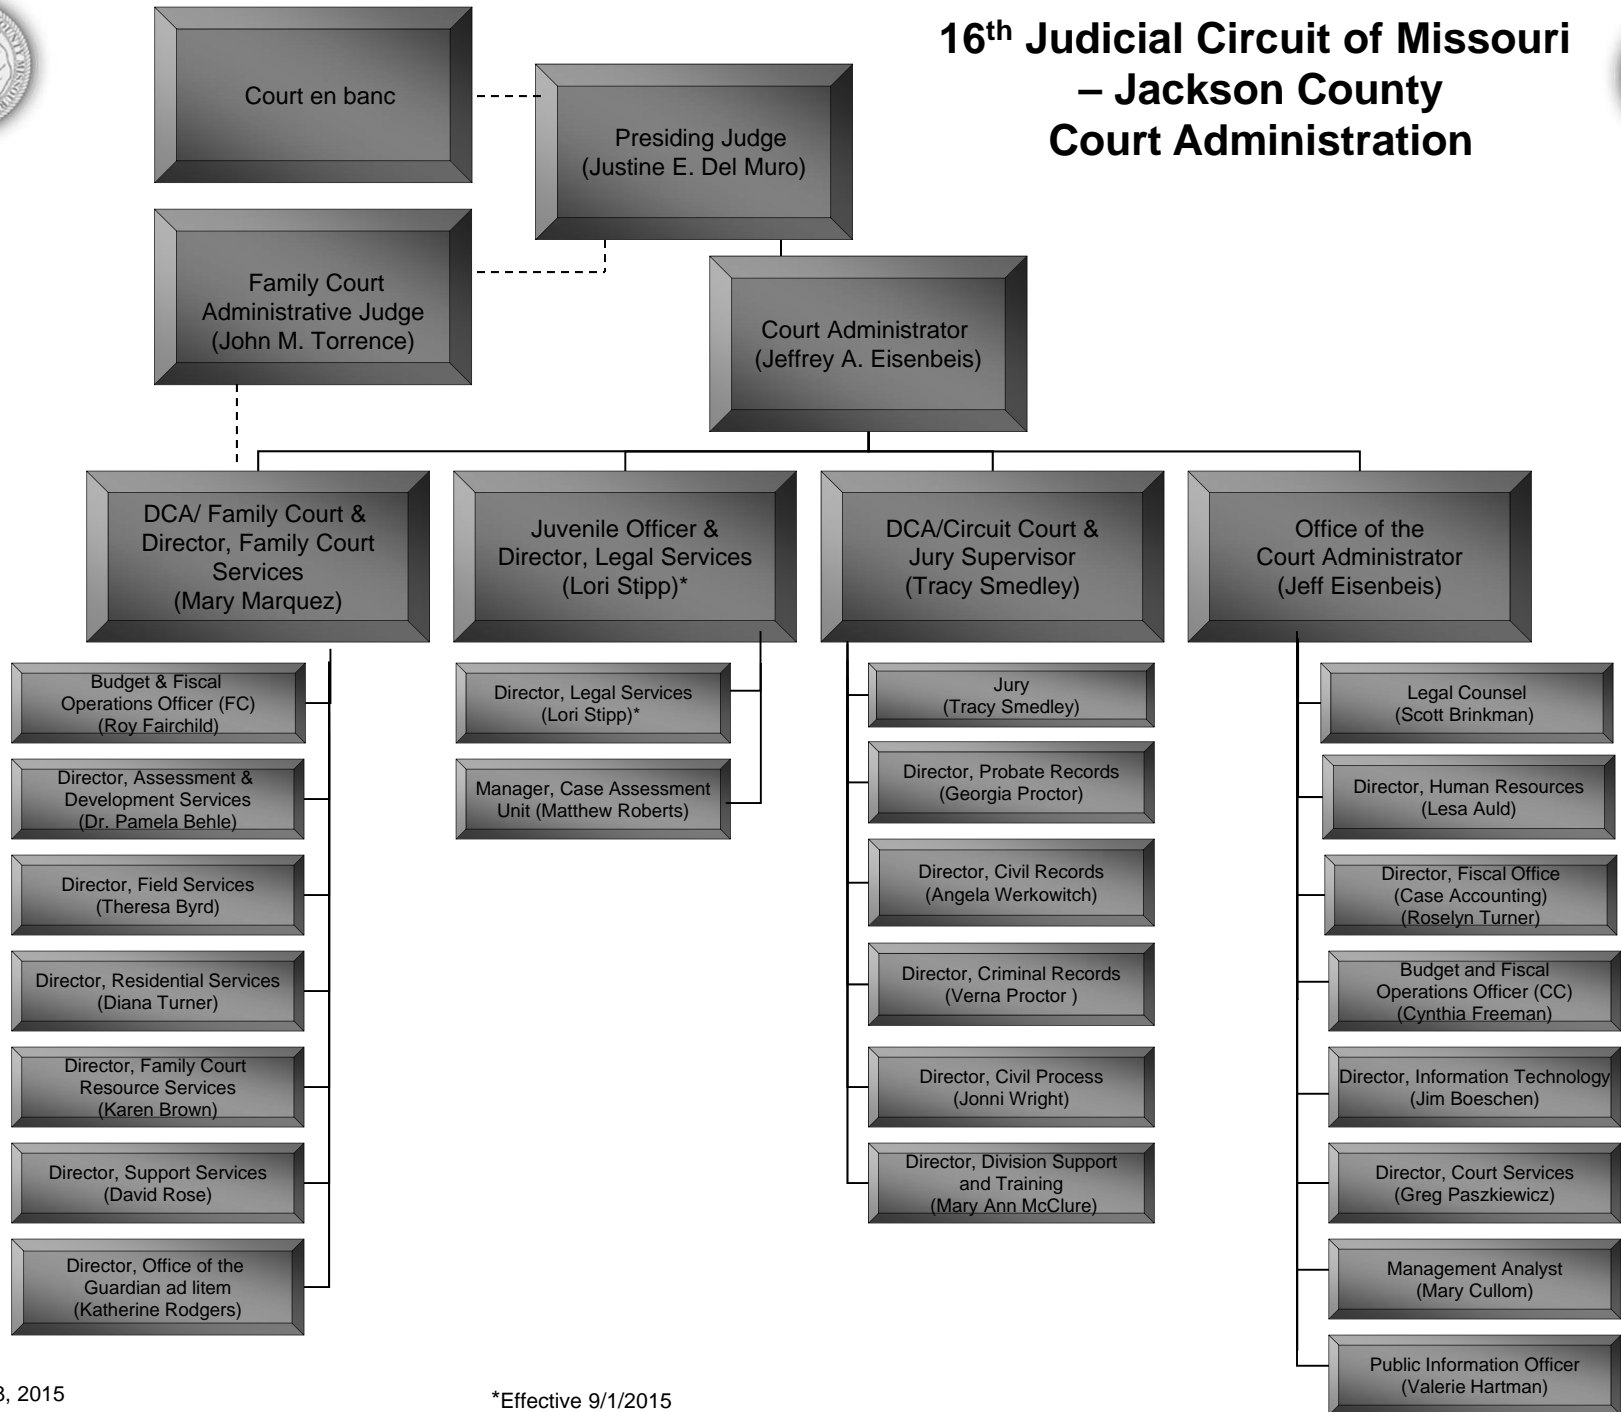 16th Judicial Circuit of Missouri
– Jackson County
Court Administration
Court en banc
Presiding Judge
(Justine E. Del Muro)
Family Court
Administrative Judge
(John M. Torrence)
Court Administrator
(Jeffrey A. Eisenbeis)
DCA/ Family Court &
Director, Family Court
Services
(Mary Marquez)
Juvenile Officer &
Director, Legal Services
(Lori Stipp)*
DCA/Circuit Court &
Jury Supervisor
(Tracy Smedley)
Office of the
Court Administrator
(Jeff Eisenbeis)
Budget & Fiscal
Operations Officer (FC)
(Roy Fairchild)
Director, Assessment &
Development Services
(Dr. Pamela Behle)
Director, Field Services
(Theresa Byrd)
Director, Residential Services
(Diana Turner)
Director, Family Court
Resource Services
(Karen Brown)
Director, Support Services
(David Rose)
Director, Office of the
Guardian ad litem
(Katherine Rodgers)
Director, Legal Services
(Lori Stipp)*
Manager, Case Assessment
Unit (Matthew Roberts)
Jury
(Tracy Smedley)
Director, Probate Records
(Georgia Proctor)
Director, Civil Records
(Angela Werkowitch)
Director, Criminal Records
(Verna Proctor )
Director, Civil Process
(Jonni Wright)
Director, Division Support
and Training
(Mary Ann McClure)
Legal Counsel
(Scott Brinkman)
Director, Human Resources
(Lesa Auld)
Director, Fiscal Office
(Case Accounting)
(Roselyn Turner)
Budget and Fiscal
Operations Officer (CC)
(Cynthia Freeman)
Director, Information Technology
(Jim Boeschen)
Director, Court Services
(Greg Paszkiewicz)
Management Analyst
(Mary Cullom)
Public Information Officer
(Valerie Hartman)
, 2015
*Effective 9/1/2015